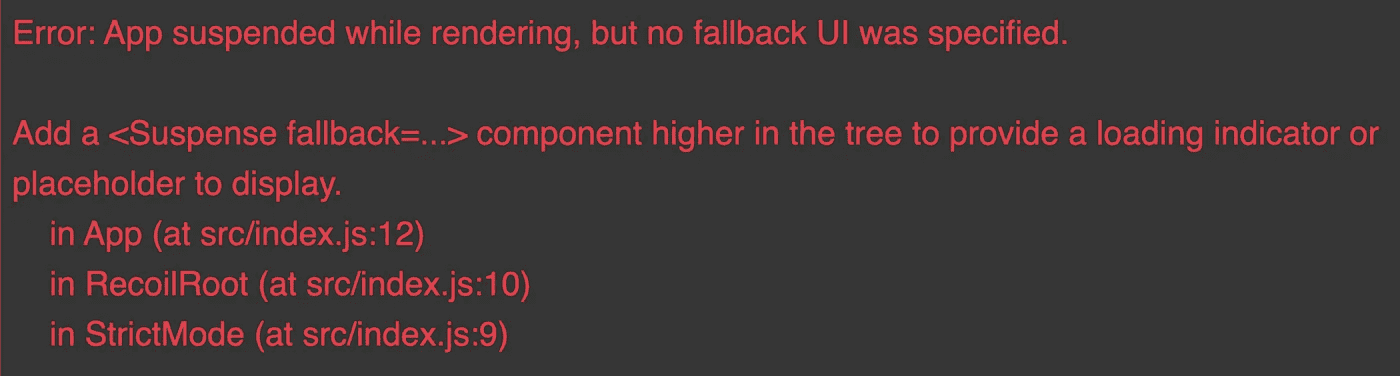 Error: App suspended while rendering, but no fallback UI was specified.
Add a <Suspense fallback=...> component higher in the tree to provide a loading indicator or
placeholder to display.
in App (at src/index.js:12)
in RecoilRoot (at src/index.js:10)
in StrictMode (at src/index.js:9)